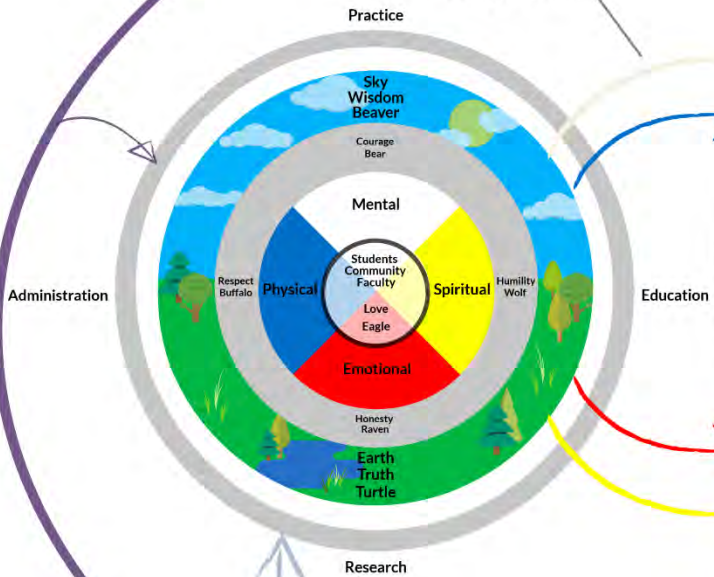 Practice
Sky
Wisdom
Beaver
Courage
Bear
Mental
Students
Community
Faculty
Administration
Respect
Buffalo
Physical
Spiritual
Humility
Wolf
Education
Love
Eagle
Emotional
Honesty
Raven
Earth
Truth
Turtle
Research